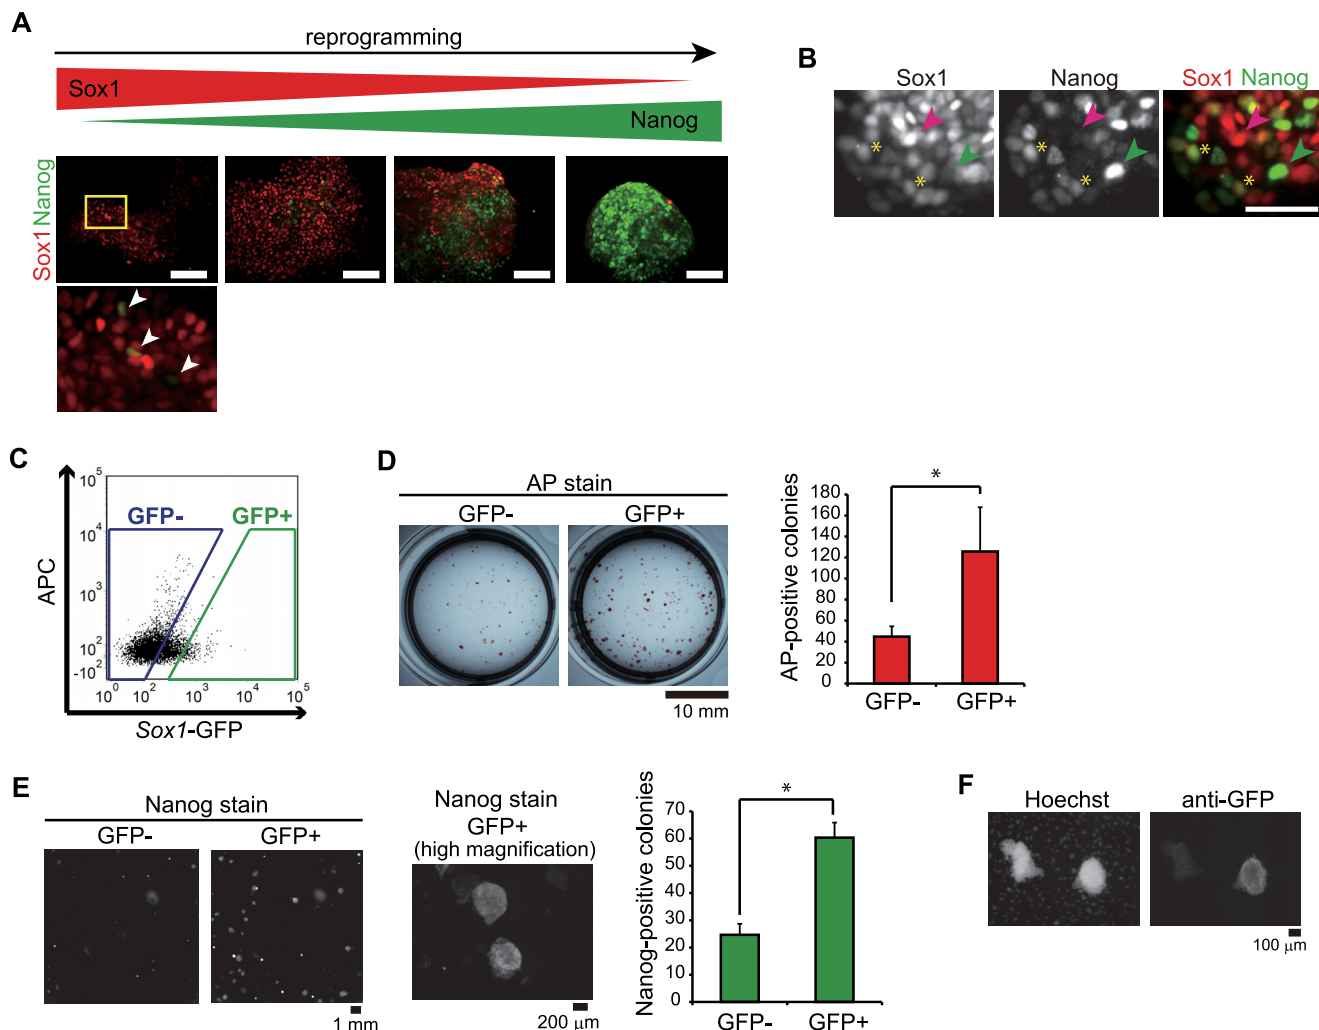 A
reprogramming
Sox1
Nanog
Sox1 Nanog
B
Sox1
Nanog
Sox1 Nanog
*
*
*
*
*
*
C
APC
10^5
10^4
10^3
10^2
10^0
-10^2
GFP-
GFP+
10^0 10^2 10^3 10^4 10^5
Sox1-GFP
D
AP stain
GFP-
GFP+
10 mm
AP-positive colonies
*
180
160
140
120
100
80
60
40
20
0
GFP-
GFP+
E
Nanog stain
GFP-
GFP+
1 mm
Nanog stain
GFP+
(high magnification)
200 μm
Nanog-positive colonies
*
70
60
50
40
30
20
10
0
GFP-
GFP+
F
Hoechst
anti-GFP
100 μm